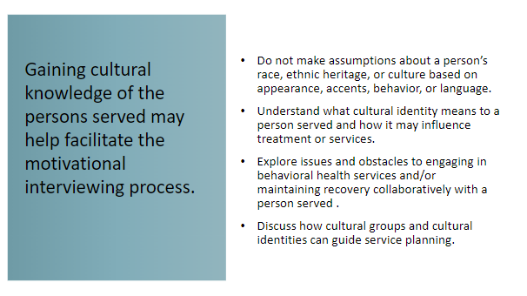 Gaining cultural
knowledge of the
persons served may
help facilitate the
motivational
interviewing process.
• Do not make assumptions about a person’s
race, ethnic heritage, or culture based on
appearance, accents, behavior, or language.
• Understand what cultural identity means to a
person served and how it may influence
treatment or services.
• Explore issues and obstacles to engaging in
behavioral health services and/or
maintaining recovery collaboratively with a
person served .
• Discuss how cultural groups and cultural
identities can guide service planning.